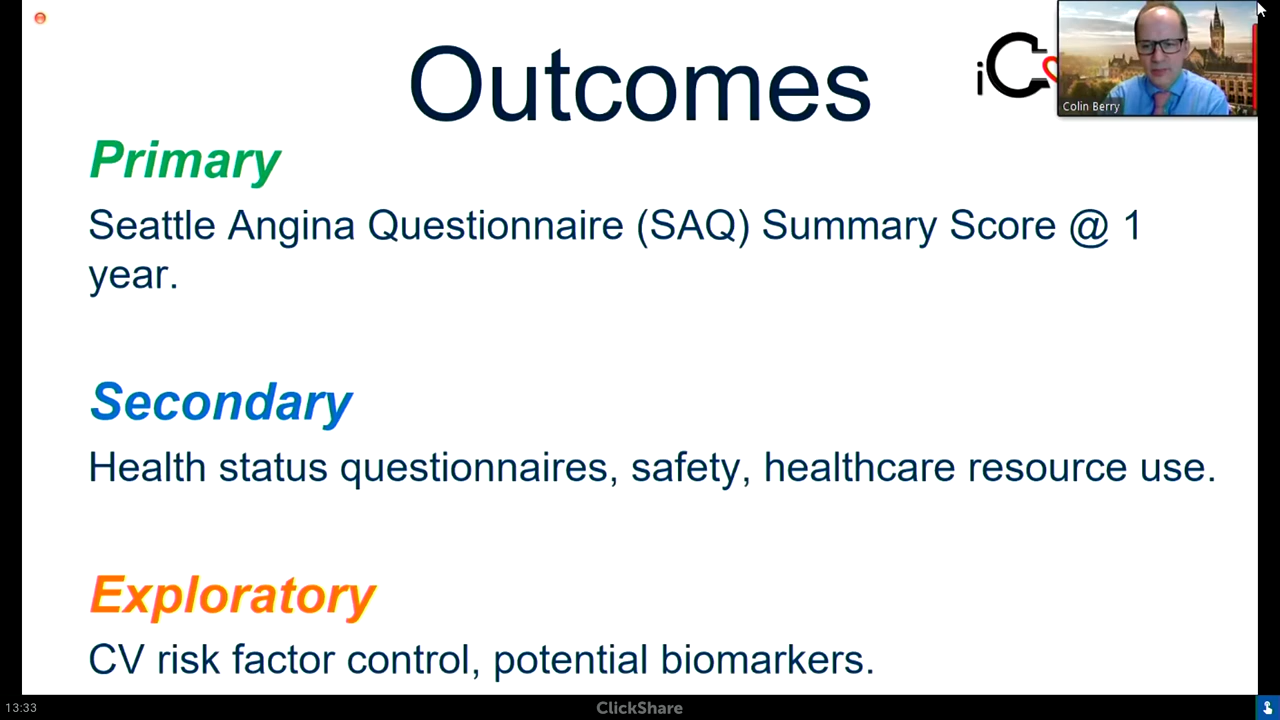 Outcomes
iC
Colin Berry
Primary
Seattle Angina Questionnaire (SAQ) Summary Score @ 1
year.
Secondary
Health status questionnaires, safety, healthcare resource use.
Exploratory
CV risk factor control, potential biomarkers.
13:33
ClickShare